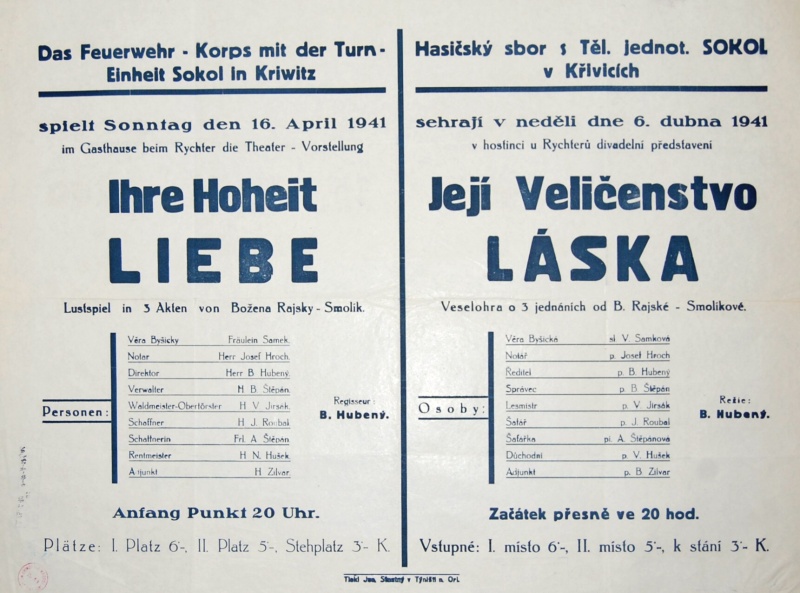 Das Feuerwehr - Korps mit der Turn-
Einheit Sokol in Kriwitz
spielt Sonntag den 16. April 1941
im Gasthause beim Rychter die Theater - Vorstellung
Ihre Hoheit
LIEBE
Lustspiel in 3 Akten von Božena Rajsky - Smolik.
Personen:
Věra Byšicky Fräulein Samek.
Notar Herr Josef Hroch.
Direktor Herr B Hubený.
Verwalter H. B. Štěpán.
Waldmeister-Oberförster H V. Jirsák.
Schaffner H J. Roubal
Schaffnerin Frl. A Štěpán
Rentmeister H N. Hušek.
Adjunkt H Zilvar.
Regisseur:
B. Hubený.
Anfang Punkt 20 Uhr.
Plätze: I. Platz 6·-, II. Platz 5·-, Stehplatz 3·- K.
Hasičský sbor s Těl. jednot. SOKOL
v Křivicích
sehrají v neděli dne 6. dubna 1941
v hostinci u Rychterů divadelní představení
Její Veličenstvo
LÁSKA
Veselohra o 3 jednáních od B. Rajské - Smolíkové.
Osoby:
Věra Byšická sl. V. Samková
Notář p. Josef Hroch
Ředitel p. B. Hubený
Správec p. B Štěpán
Lesmistr p. V. Jirsák
Šafář p. J. Roubal
Šafářka pí. A. Štěpánová
Důchodní p. V. Hušek
Adjunkt p. B. Zilvar
Režie:
B. Hubený.
Začátek přesně ve 20 hod.
Vstupné: I. místo 6·-, II. místo 5·-, k stání 3·- K.
Tiskl Jos. Šťastný v Týništi n. Orl.